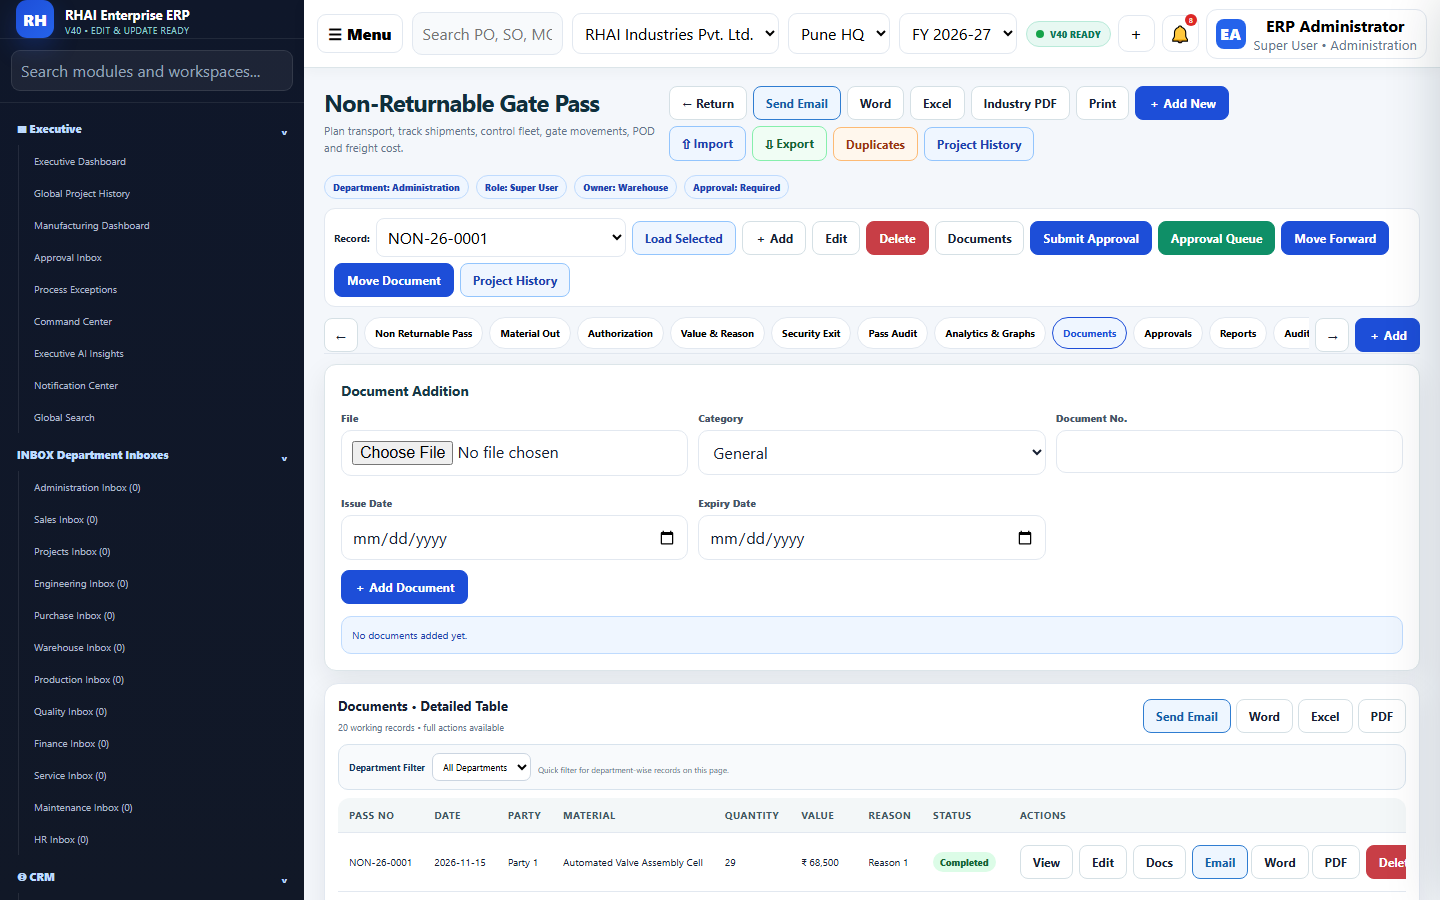 RH
RHAI Enterprise ERP
V40 • EDIT & UPDATE READY
Search modules and workspaces...
Executive
Executive Dashboard
Global Project History
Manufacturing Dashboard
Approval Inbox
Process Exceptions
Command Center
Executive AI Insights
Notification Center
Global Search
INBOX Department Inboxes
Administration Inbox (0)
Sales Inbox (0)
Projects Inbox (0)
Engineering Inbox (0)
Purchase Inbox (0)
Warehouse Inbox (0)
Production Inbox (0)
Quality Inbox (0)
Finance Inbox (0)
Service Inbox (0)
Maintenance Inbox (0)
HR Inbox (0)
CRM
☰ Menu
Search PO, SO, MO
RHAI Industries Pvt. Ltd.
Pune HQ
FY 2026-27
V40 READY
+
8
EA
ERP Administrator
Super User • Administration
Non-Returnable Gate Pass
Plan transport, track shipments, control fleet, gate movements, POD
and freight cost.
← Return
Send Email
Word
Excel
Industry PDF
Print
+ Add New
⇧ Import
⇩ Export
Duplicates
Project History
Department: Administration
Role: Super User
Owner: Warehouse
Approval: Required
Record:
NON-26-0001
Load Selected
+ Add
Edit
Delete
Documents
Submit Approval
Approval Queue
Move Forward
Move Document
Project History
←
Non Returnable Pass
Material Out
Authorization
Value & Reason
Security Exit
Pass Audit
Analytics & Graphs
Documents
Approvals
Reports
Audit
→
+ Add
Document Addition
File
Category
Document No.
Choose File No file chosen
General
Issue Date
Expiry Date
mm/dd/yyyy
mm/dd/yyyy
+ Add Document
No documents added yet.
Documents • Detailed Table
20 working records • full actions available
Send Email
Word
Excel
PDF
Department Filter
All Departments
Quick filter for department-wise records on this page.
PASS NO DATE PARTY MATERIAL QUANTITY VALUE REASON STATUS ACTIONS
NON-26-0001 2026-11-15 Party 1 Automated Valve Assembly Cell 29 ₹ 68,500 Reason 1 Completed View Edit Docs Email Word PDF Delet